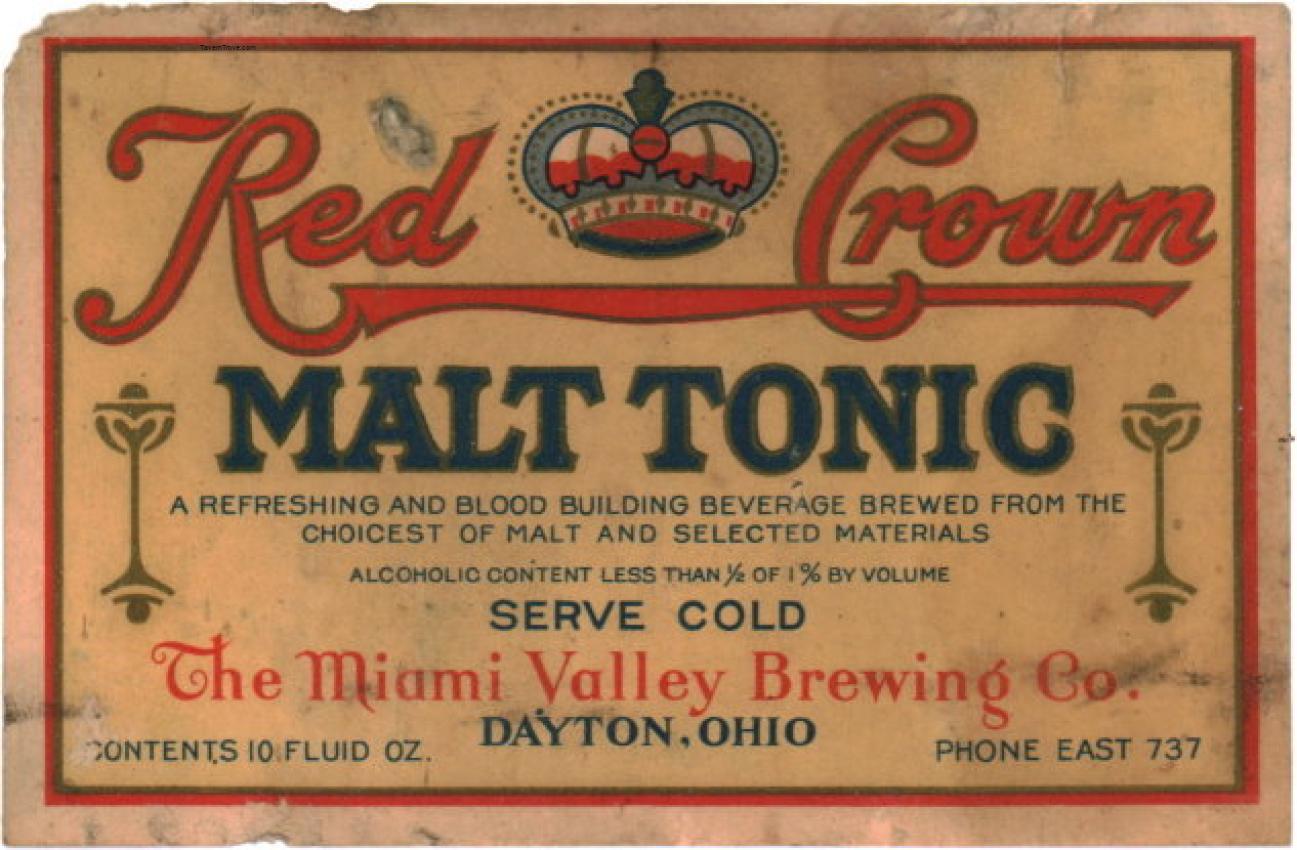 TavernTrove.com
Red Crown
MALT TONIC
A REFRESHING AND BLOOD BUILDING BEVERAGE BREWED FROM THE
CHOICEST OF MALT AND SELECTED MATERIALS
ALCOHOLIC CONTENT LESS THAN ½ OF 1% BY VOLUME
SERVE COLD
The Miami Valley Brewing Co.
DAYTON, OHIO
CONTENTS 10 FLUID OZ.
PHONE EAST 737